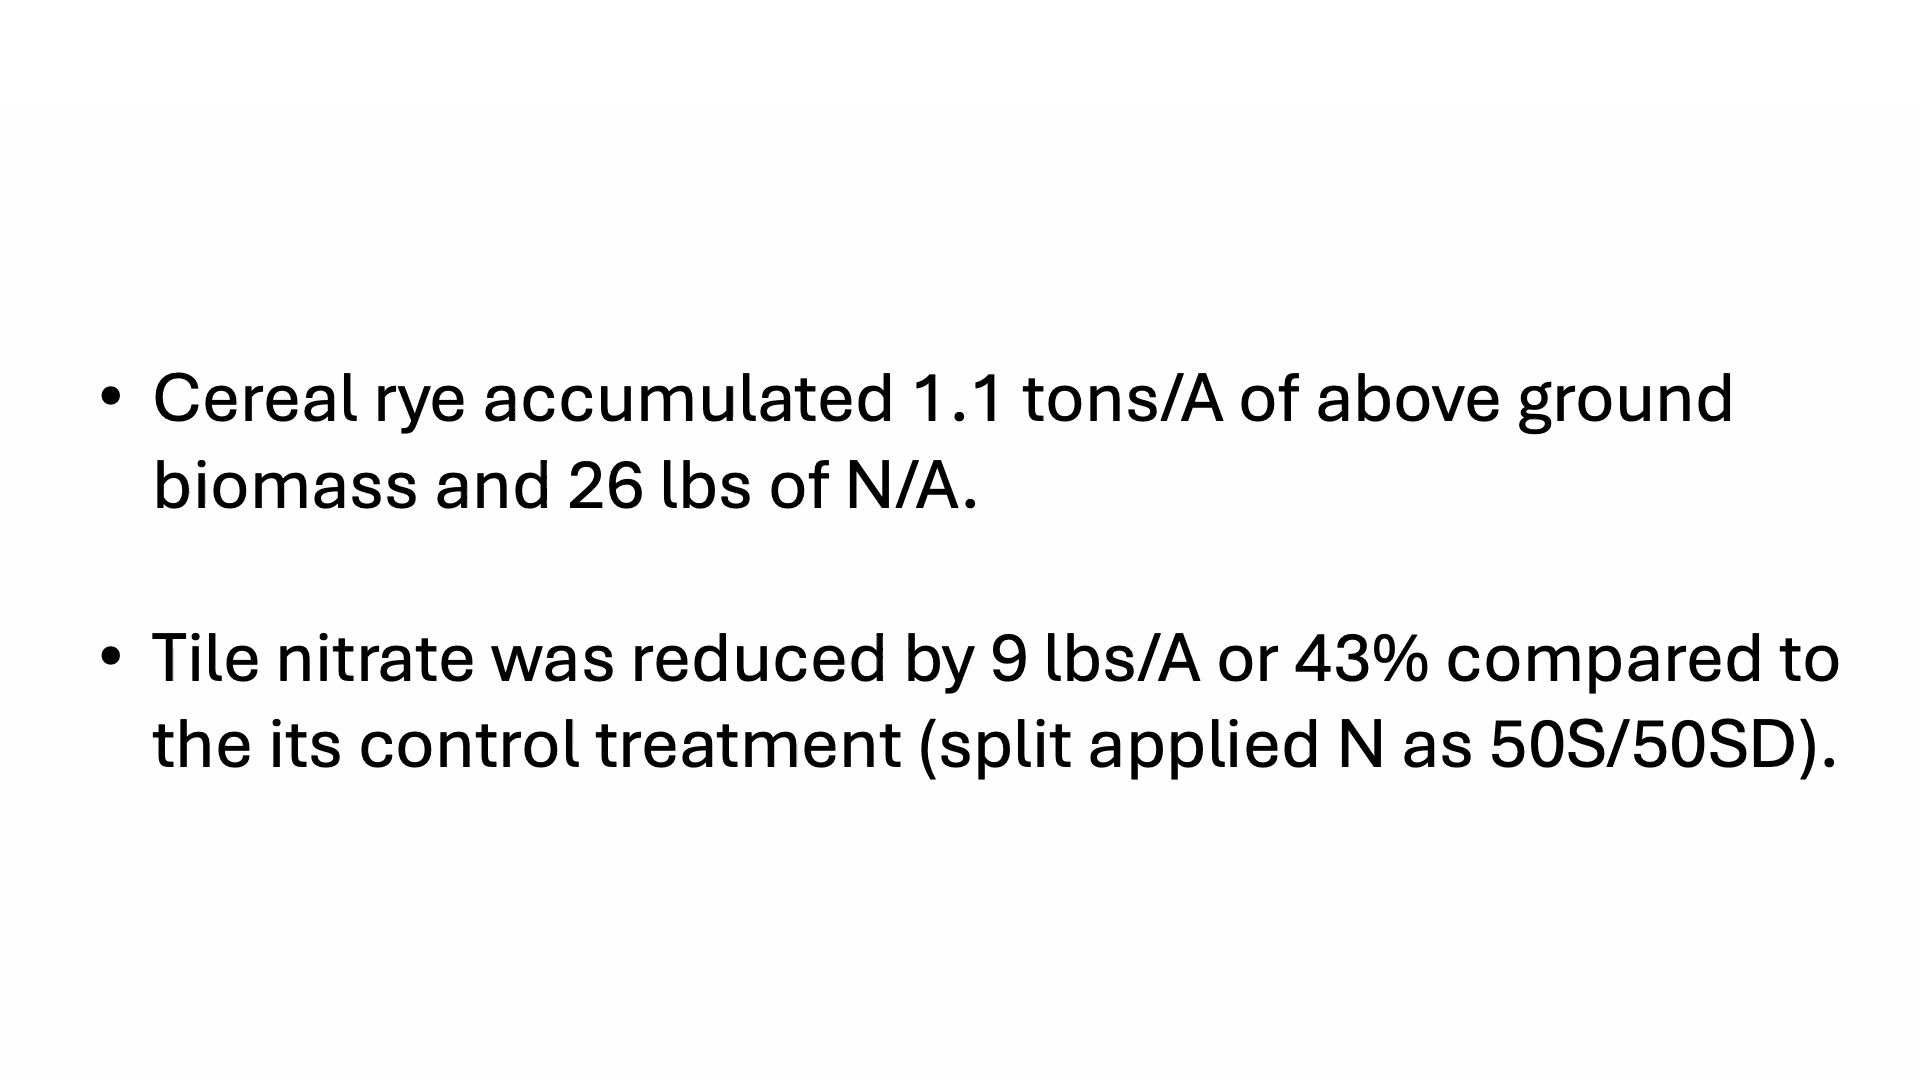 • Cereal rye accumulated 1.1 tons/A of above ground
biomass and 26 lbs of N/A.
• Tile nitrate was reduced by 9 lbs/A or 43% compared to
the its control treatment (split applied N as 50S/50SD).